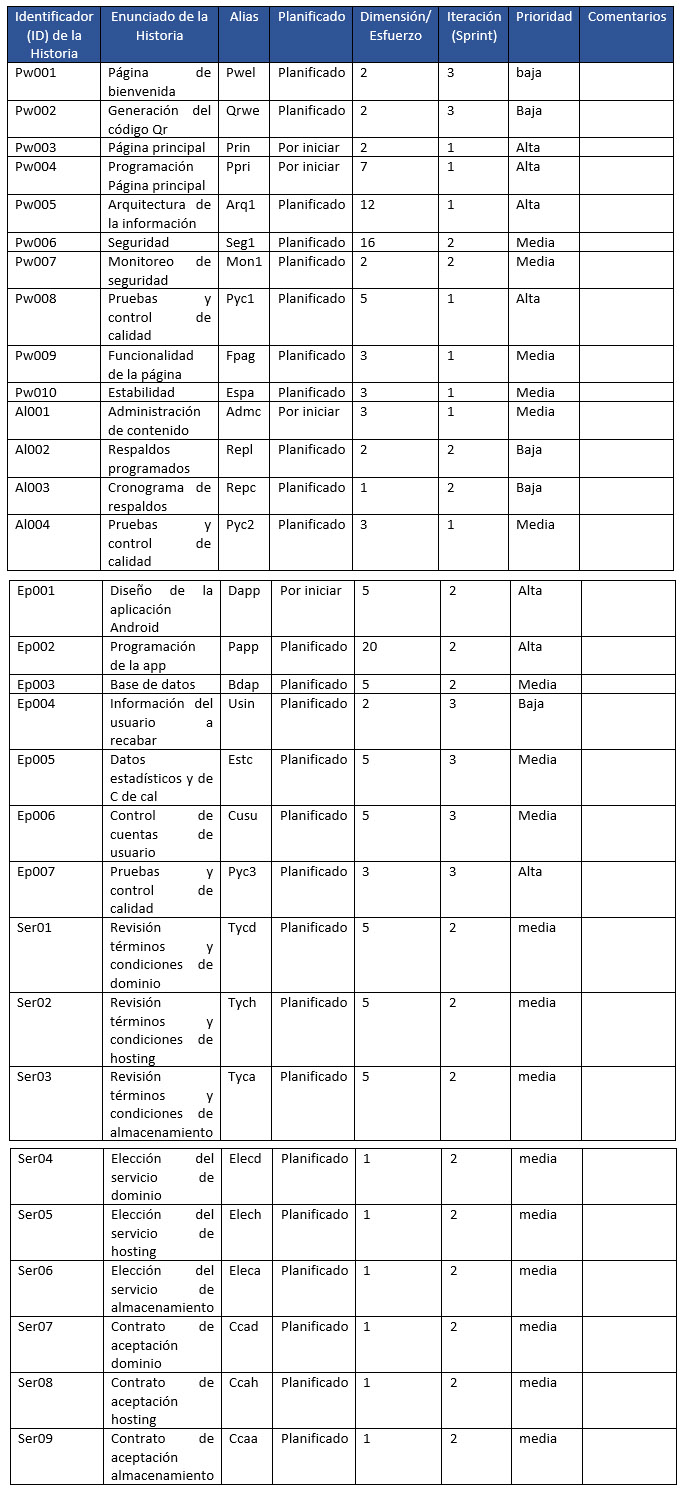 Identificador Enunciado de la Alias Planificado Dimensión/ Iteración Prioridad Comentarios
(ID) de la Historia Esfuerzo (Sprint)
Historia
Pw001 Página de Pwel Planificado 2 3 baja
bienvenida
Pw002 Generación del Qrwe Planificado 2 3 Baja
código Qr
Pw003 Página principal Prin Por iniciar 2 1 Alta
Pw004 Programación Ppri Por iniciar 7 1 Alta
Página principal
Pw005 Arquitectura de Arq1 Planificado 12 1 Alta
la información
Pw006 Seguridad Seg1 Planificado 16 2 Media
Pw007 Monitoreo de Mon1 Planificado 2 2 Media
seguridad
Pw008 Pruebas y Pyc1 Planificado 5 1 Alta
control de
calidad
Pw009 Funcionalidad Fpag Planificado 3 1 Media
de la página
Pw010 Estabilidad Espa Planificado 3 1 Media
Al001 Administración Admc Por iniciar 3 1 Media
de contenido
Al002 Respaldos Repl Planificado 2 2 Baja
programados
Al003 Cronograma de Repc Planificado 1 2 Baja
respaldos
Al004 Pruebas y Pyc2 Planificado 3 1 Media
control de
calidad
Ep001 Diseño de la Dapp Por iniciar 5 2 Alta
aplicación
Android
Ep002 Programación Papp Planificado 20 2 Alta
de la app
Ep003 Base de datos Bdap Planificado 5 2 Media
Ep004 Información del Usin Planificado 2 3 Baja
usuario a
recabar
Ep005 Datos Estc Planificado 5 3 Media
estadísticos y de
C de cal
Ep006 Control de Cusu Planificado 5 3 Media
cuentas de
usuario
Ep007 Pruebas y Pyc3 Planificado 3 3 Alta
control de
calidad
Ser01 Revisión Tycd Planificado 5 2 media
términos y
condiciones de
dominio
Ser02 Revisión Tych Planificado 5 2 media
términos y
condiciones de
hosting
Ser03 Revisión Tyca Planificado 5 2 media
términos y
condiciones de
almacenamiento
Ser04 Elección del Elecd Planificado 1 2 media
servicio de
dominio
Ser05 Elección del Elech Planificado 1 2 media
servicio de
hosting
Ser06 Elección del Eleca Planificado 1 2 media
servicio de
almacenamiento
Ser07 Contrato de Ccad Planificado 1 2 media
aceptación
dominio
Ser08 Contrato de Ccah Planificado 1 2 media
aceptación
hosting
Ser09 Contrato de Ccaa Planificado 1 2 media
aceptación
almacenamiento